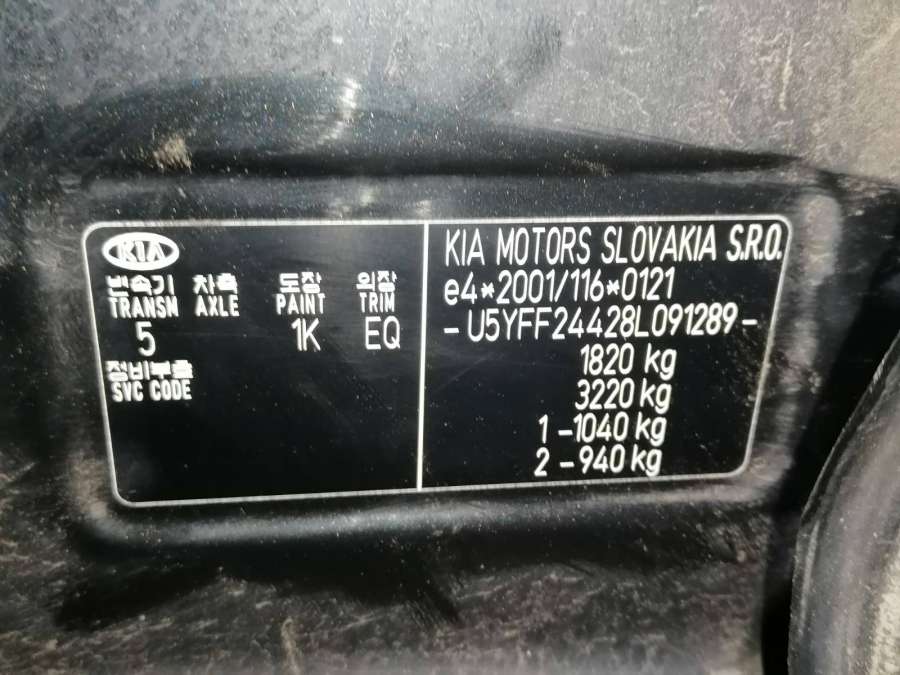 KIA
변속기 차축 도장 의장
TRANSM AXLE PAINT TRIM
5 1K EQ
정비부품
SVC CODE
KIA MOTORS SLOVAKIA S.R.O.
e4*2001/116*0121
-U5YFF24428L091289-
1820 kg
3220 kg
1 -1040 kg
2 -940 kg